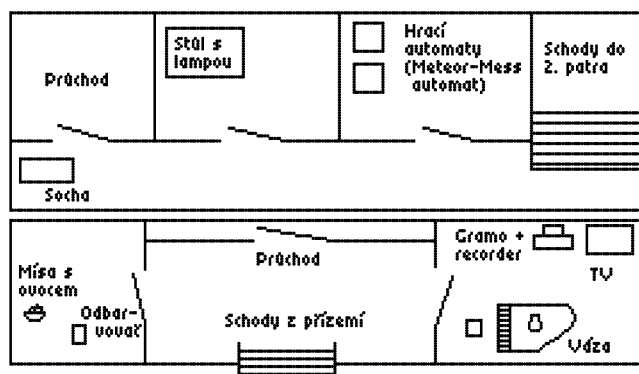 Průchod
Stůl s
lampou
Hrací
automaty
(Meteor-Mess
automat)
Schody do
2. patra
Socha
Mísa s
ovocem
Odbar-
vovač
Průchod
Schody z přízemí
Gramo +
recorder
TV
Váza